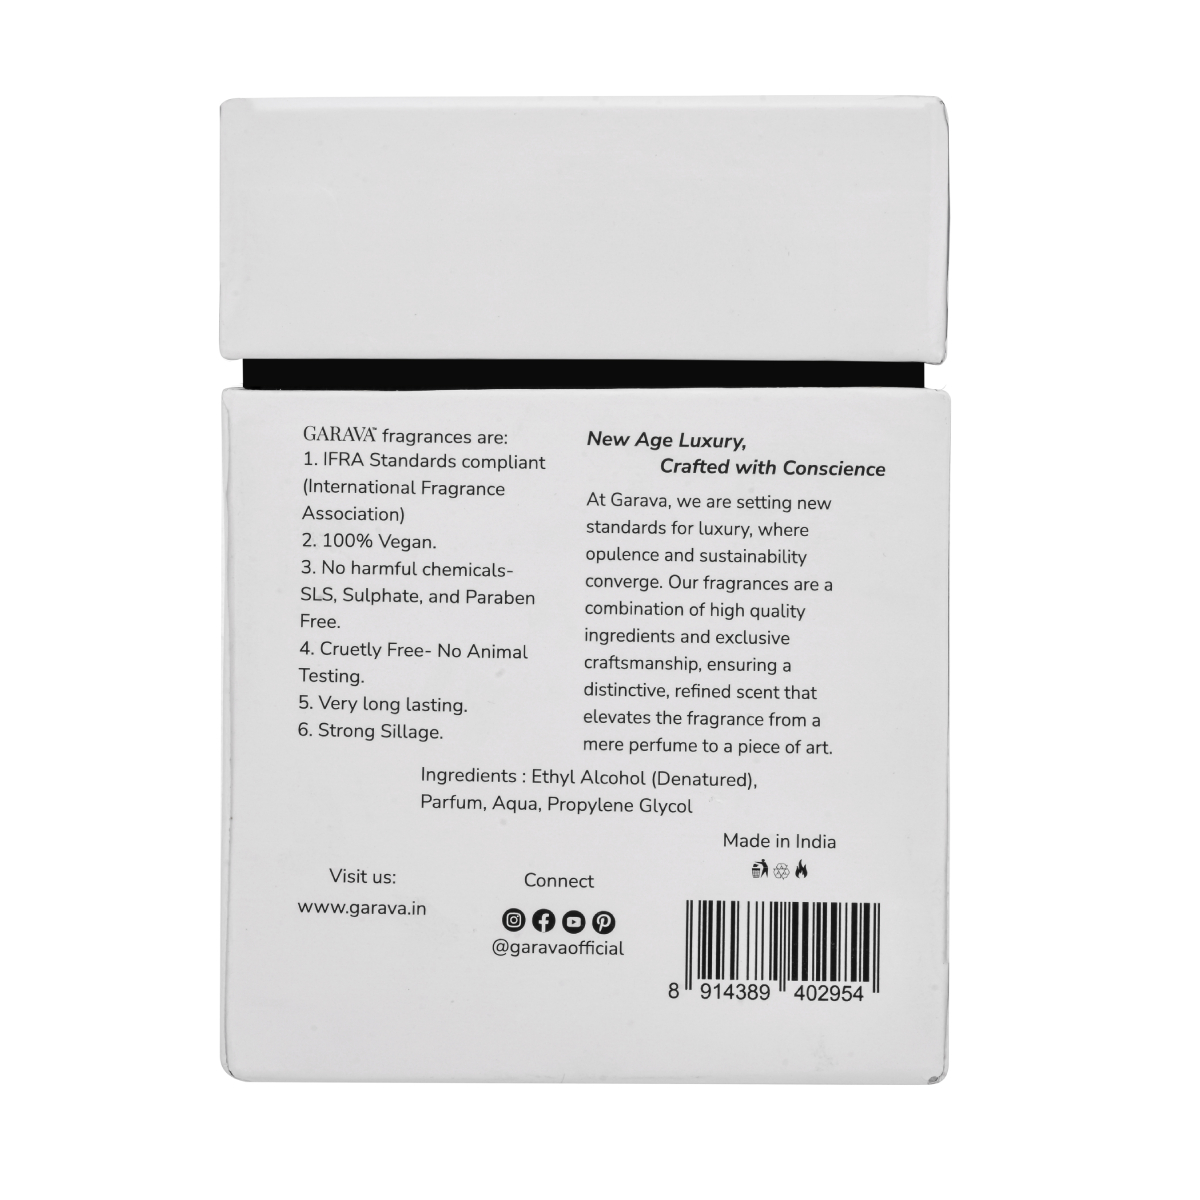 GARAVA™ fragrances are:
1. IFRA Standards compliant
(International Fragrance
Association)
2. 100% Vegan.
3. No harmful chemicals-
SLS, Sulphate, and Paraben
Free.
4. Cruetly Free- No Animal
Testing.
5. Very long lasting.
6. Strong Sillage.
New Age Luxury,
Crafted with Conscience
At Garava, we are setting new
standards for luxury, where
opulence and sustainability
converge. Our fragrances are a
combination of high quality
ingredients and exclusive
craftsmanship, ensuring a
distinctive, refined scent that
elevates the fragrance from a
mere perfume to a piece of art.
Ingredients : Ethyl Alcohol (Denatured),
Parfum, Aqua, Propylene Glycol
Made in India
Visit us:
www.garava.in
Connect
@garavaofficial
8 914389 402954